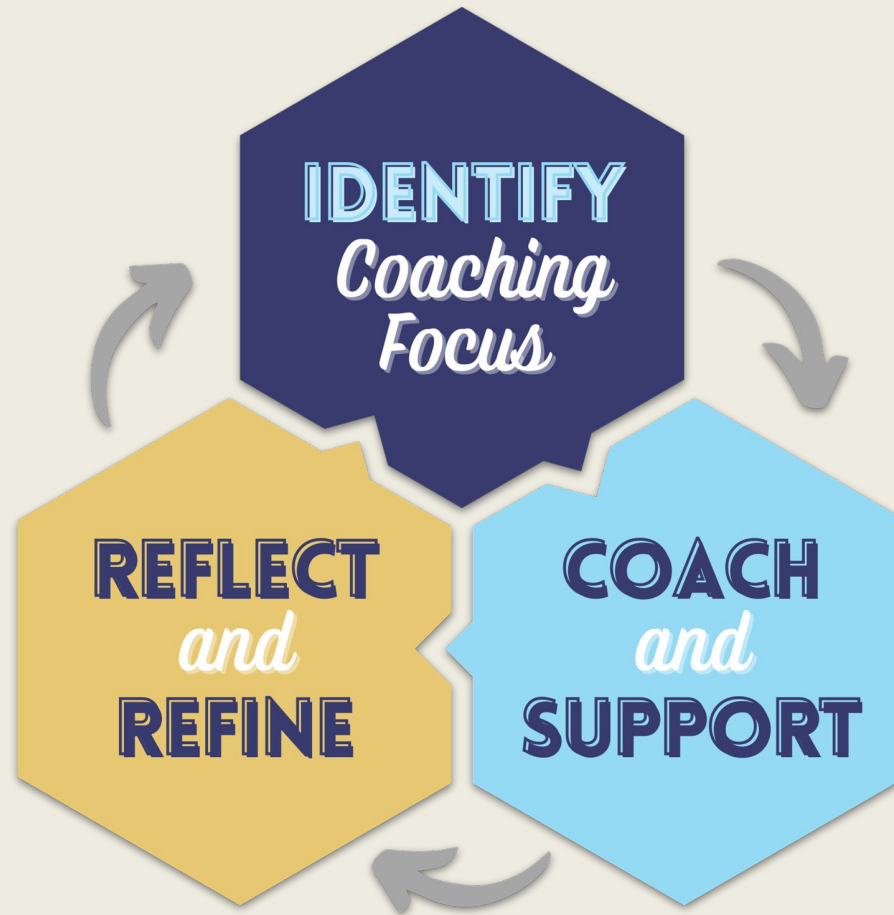 IDENTIFY
Coaching
Focus
REFLECT
and
REFINE
COACH
and
SUPPORT